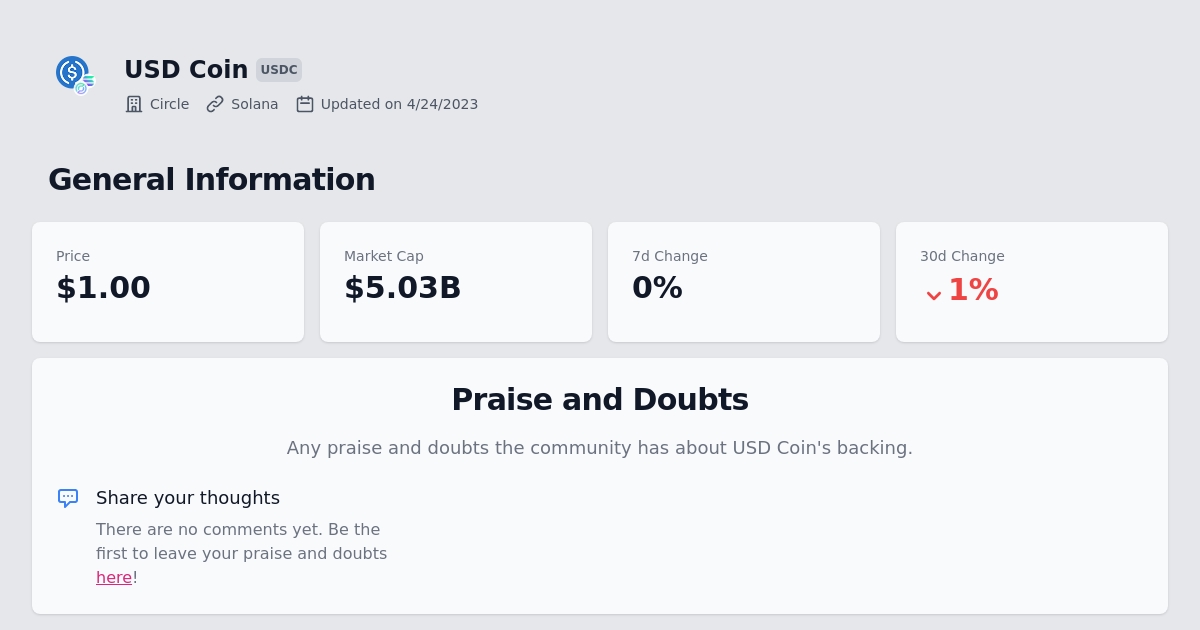 USD Coin USDC
Circle Solana Updated on 4/24/2023
General Information
Price
$1.00
Market Cap
$5.03B
7d Change
0%
30d Change
1%
Praise and Doubts
Any praise and doubts the community has about USD Coin's backing.
Share your thoughts
There are no comments yet. Be the
first to leave your praise and doubts
here!